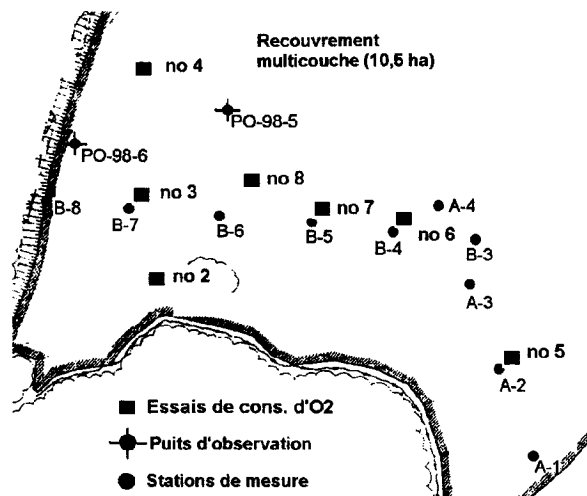 Recouvrement
multicouche (10,5 ha)
no 4
PO-98-5
PO-98-6
no 8
no 3
B-8
B-7
B-6
no 7
B-5
A-4
no 6
B-4
B-3
A-3
no 2
no 5
A-2
A-1
Essais de cons. d'O2
Puits d'observation
Stations de mesure